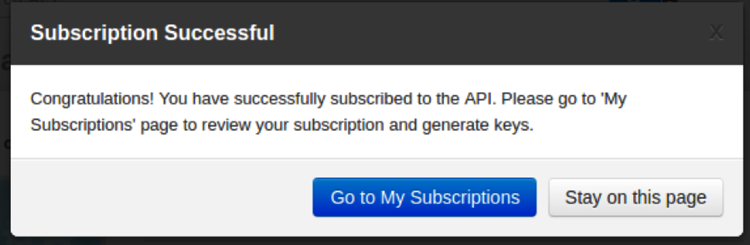 Subscription Successful
X
Congratulations! You have successfully subscribed to the API. Please go to 'My
Subscriptions' page to review your subscription and generate keys.
Go to My Subscriptions
Stay on this page